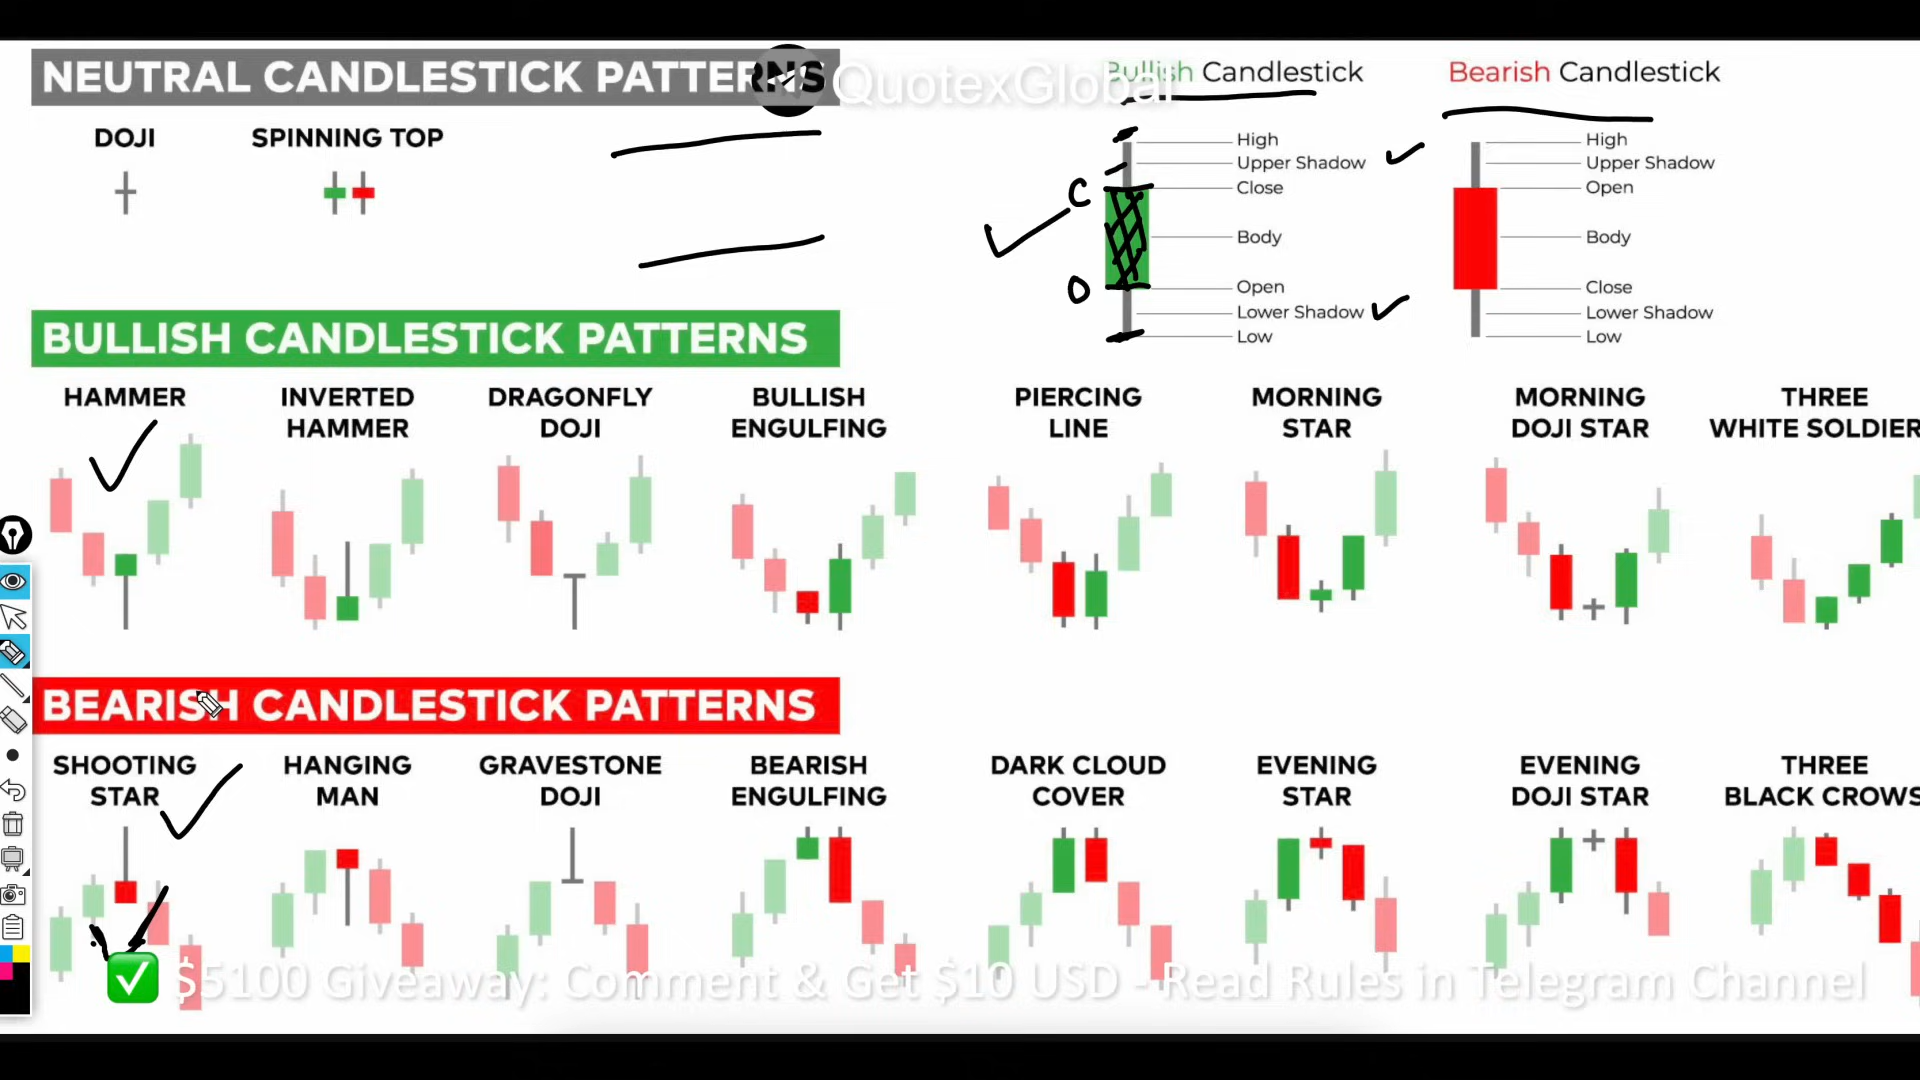 NEUTRAL CANDLESTICK PATTERNS
QuotexGlobal
Bullish Candlestick
Bearish Candlestick
DOJI
SPINNING TOP
High
Upper Shadow
Close
Body
Open
Lower Shadow
Low
C
O
High
Upper Shadow
Open
Body
Close
Lower Shadow
Low
BULLISH CANDLESTICK PATTERNS
HAMMER
INVERTED
HAMMER
DRAGONFLY
DOJI
BULLISH
ENGULFING
PIERCING
LINE
MORNING
STAR
MORNING
DOJI STAR
THREE
WHITE SOLDIER
BEARISH CANDLESTICK PATTERNS
SHOOTING
STAR
HANGING
MAN
GRAVESTONE
DOJI
BEARISH
ENGULFING
DARK CLOUD
COVER
EVENING
STAR
EVENING
DOJI STAR
THREE
BLACK CROWS
✅ $5100 Giveaway: Comment & Get $10 USD - Read Rules in Telegram Channel